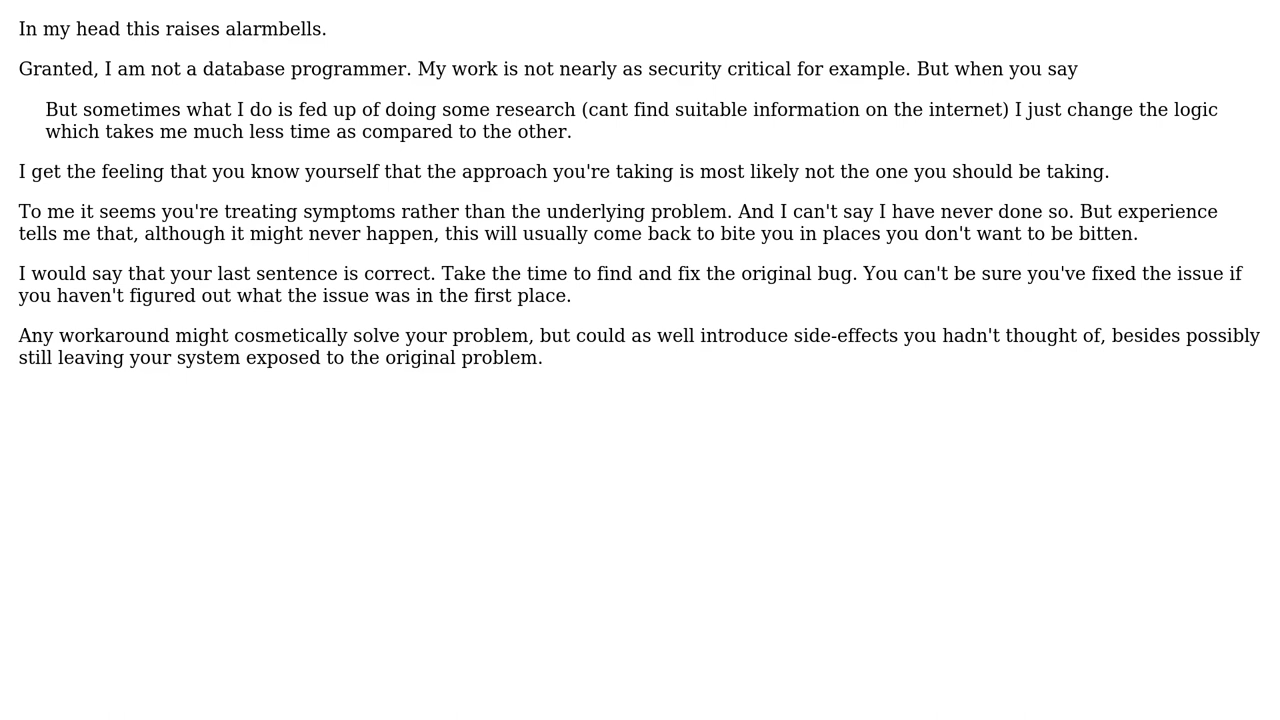 In my head this raises alarmbells.
Granted, I am not a database programmer. My work is not nearly as security critical for example. But when you say
But sometimes what I do is fed up of doing some research (cant find suitable information on the internet) I just change the logic
which takes me much less time as compared to the other.
I get the feeling that you know yourself that the approach you're taking is most likely not the one you should be taking.
To me it seems you're treating symptoms rather than the underlying problem. And I can't say I have never done so. But experience
tells me that, although it might never happen, this will usually come back to bite you in places you don't want to be bitten.
I would say that your last sentence is correct. Take the time to find and fix the original bug. You can't be sure you've fixed the issue if
you haven't figured out what the issue was in the first place.
Any workaround might cosmetically solve your problem, but could as well introduce side-effects you hadn't thought of, besides possibly
still leaving your system exposed to the original problem.